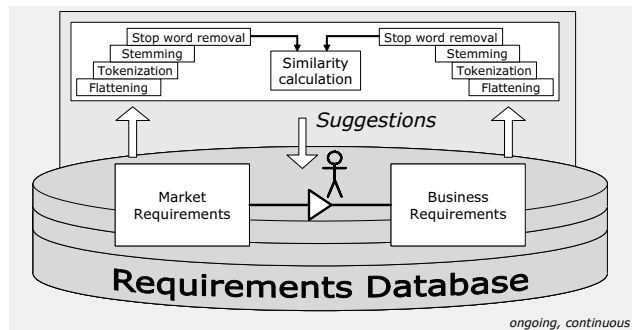 Stop word removal
Stemming
Tokenization
Flattening
Similarity
calculation
Stop word removal
Stemming
Tokenization
Flattening
Suggestions
Market
Requirements
Business
Requirements
Requirements Database
ongoing, continuous